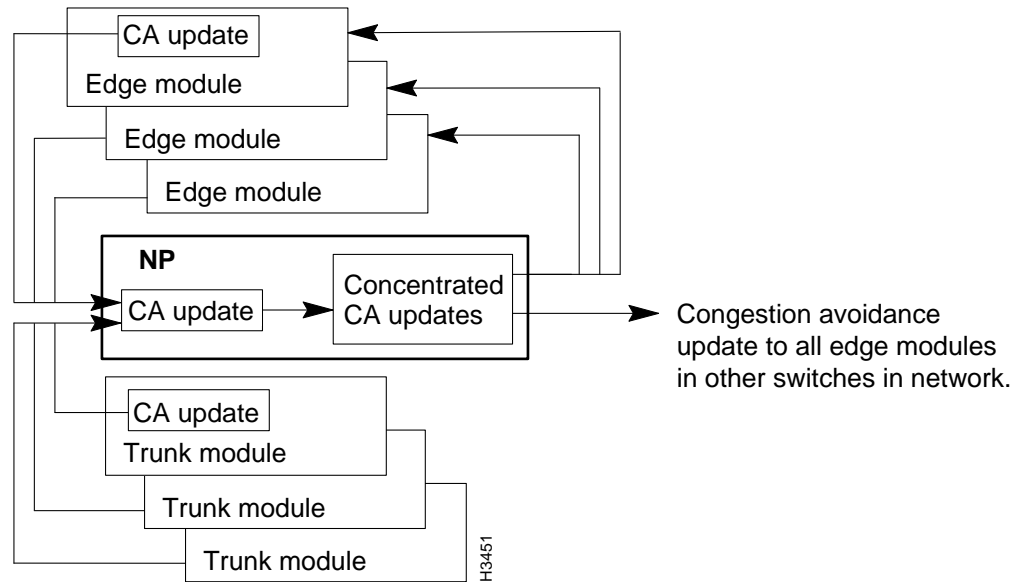 CA update
Edge module
Edge module
Edge module
NP
CA update
Concentrated
CA updates
Congestion avoidance
update to all edge modules
in other switches in network.
CA update
Trunk module
Trunk module
Trunk module
H3451